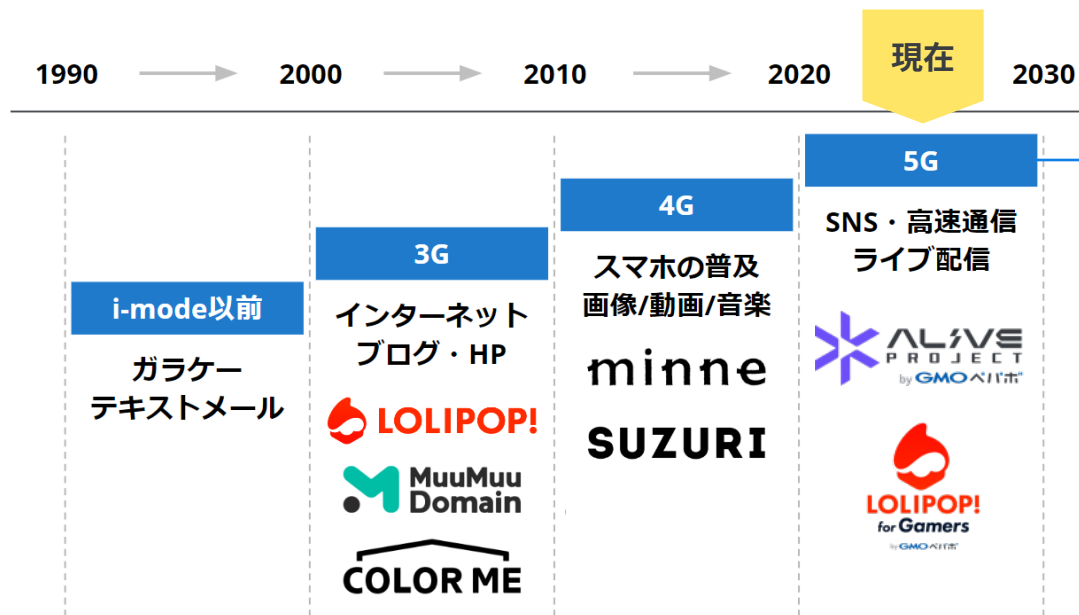 現在
1990
2000
2010
2020
2030
i-mode以前
ガラケー
テキストメール
3G
インターネット
ブログ・HP
LOLIPOP!
MuuMuu
Domain
COLOR ME
4G
スマホの普及
画像/動画/音楽
minne
SUZURI
5G
SNS・高速通信
ライブ配信
ALIVE
PROJECT
by GMOペパボ
LOLIPOP!
for Gamers
by GMOペパボ